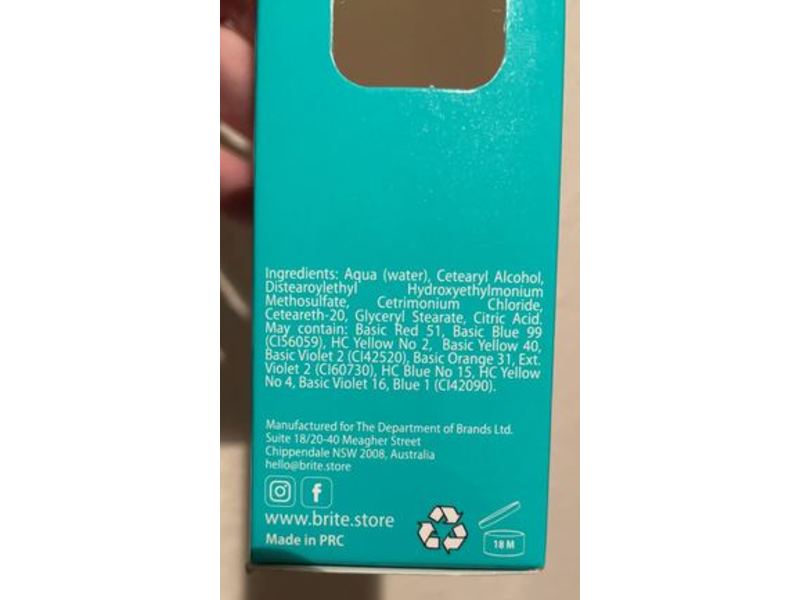 Ingredients: Aqua (water), Cetearyl Alcohol,
Distearoylethyl Hydroxyethylmonium
Methosulfate, Cetrimonium Chloride,
Ceteareth-20, Glyceryl Stearate, Citric Acid.
May contain: Basic Red 51, Basic Blue 99
(CI56059), HC Yellow No 2, Basic Yellow 40,
Basic Violet 2 (CI42520), Basic Orange 31, Ext.
Violet 2 (CI60730), HC Blue No 15, HC Yellow
No 4, Basic Violet 16, Blue 1 (CI42090).
Manufactured for The Department of Brands Ltd.
Suite 18/20-40 Meagher Street
Chippendale NSW 2008, Australia
hello@brite.store
www.brite.store
Made in PRC
18 M